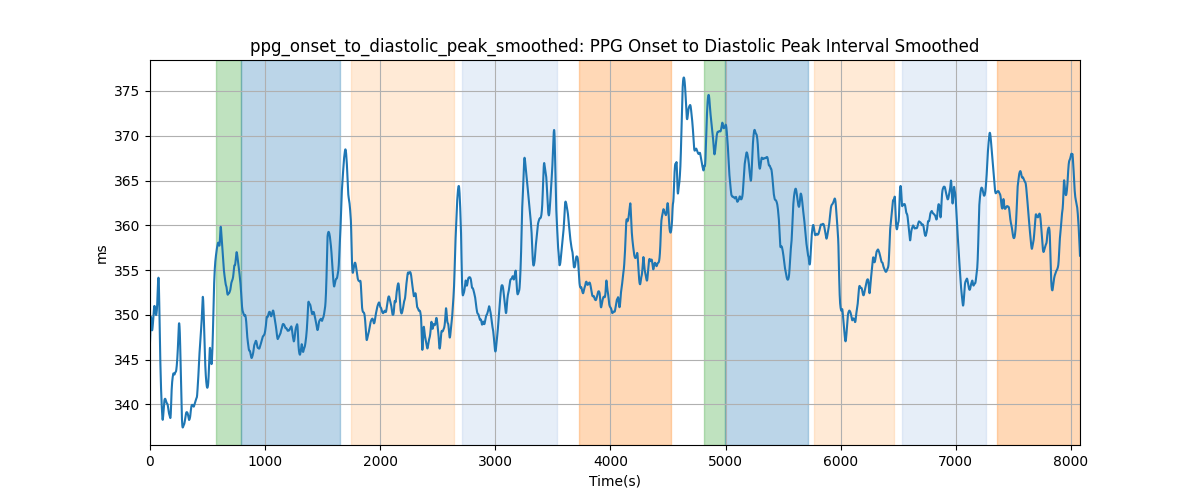 ppg_onset_to_diastolic_peak_smoothed: PPG Onset to Diastolic Peak Interval Smoothed
375
370
365
360
355
350
345
340
ms
0 1000 2000 3000 4000 5000 6000 7000 8000
Time(s)